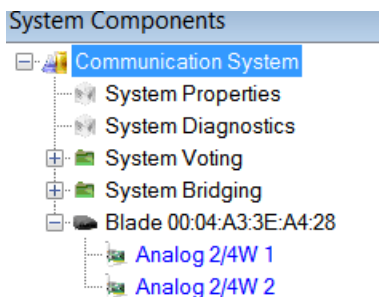 System Components
Communication System
System Properties
System Diagnostics
System Voting
System Bridging
Blade 00:04:A3:3E:A4:28
Analog 2/4W 1
Analog 2/4W 2